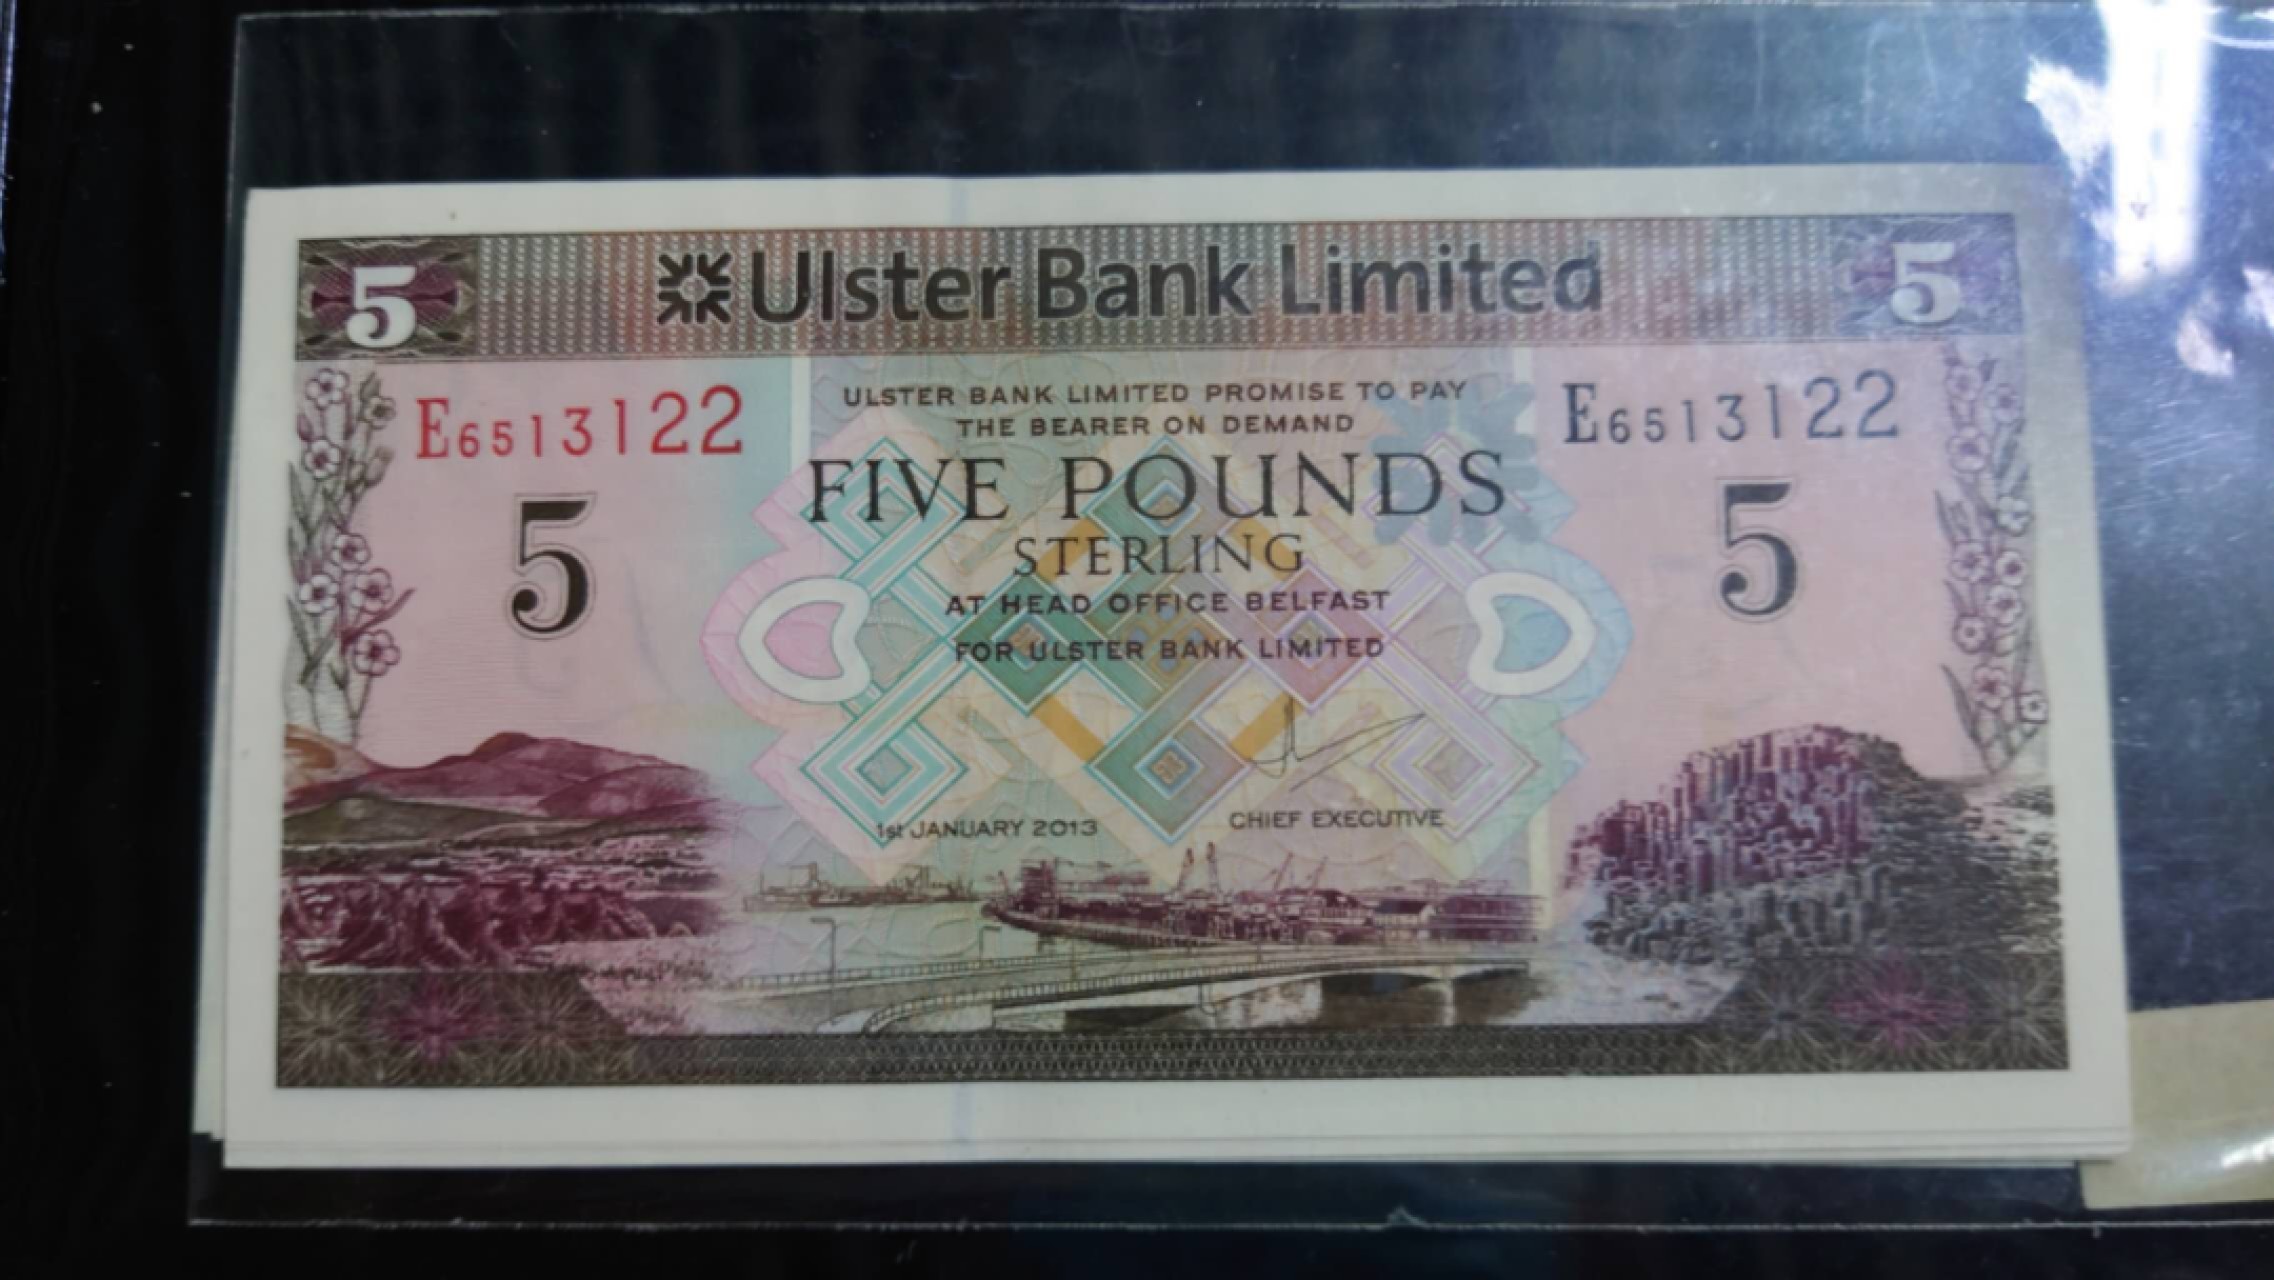 5 Ulster Bank Limited 5
E6513122 E6513122
ULSTER BANK LIMITED PROMISE TO PAY
THE BEARER ON DEMAND
FIVE POUNDS
STERLING
5 5
AT HEAD OFFICE BELFAST
FOR ULSTER BANK LIMITED
1st JANUARY 2013 CHIEF EXECUTIVE